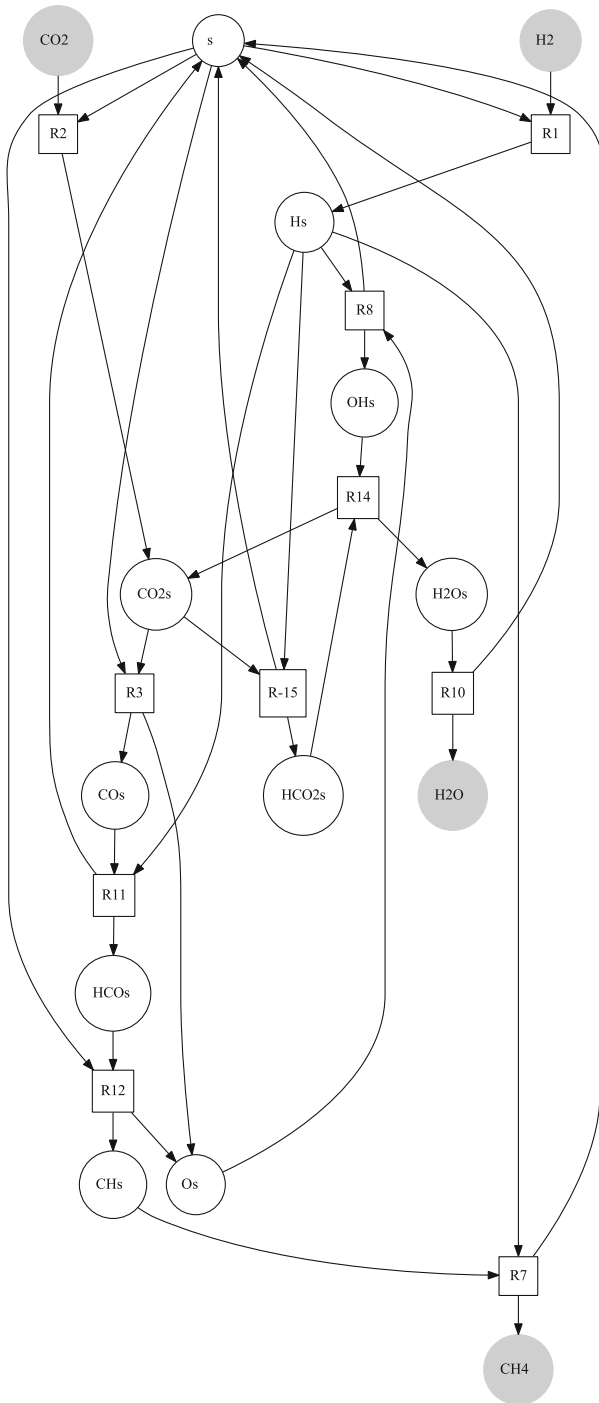 CO2
s
H2
R2
R1
Hs
R8
OHs
R14
CO2s
H2Os
R3
R-15
R10
COs
HCO2s
H2O
R11
HCOs
R12
CHs
Os
R7
CH4